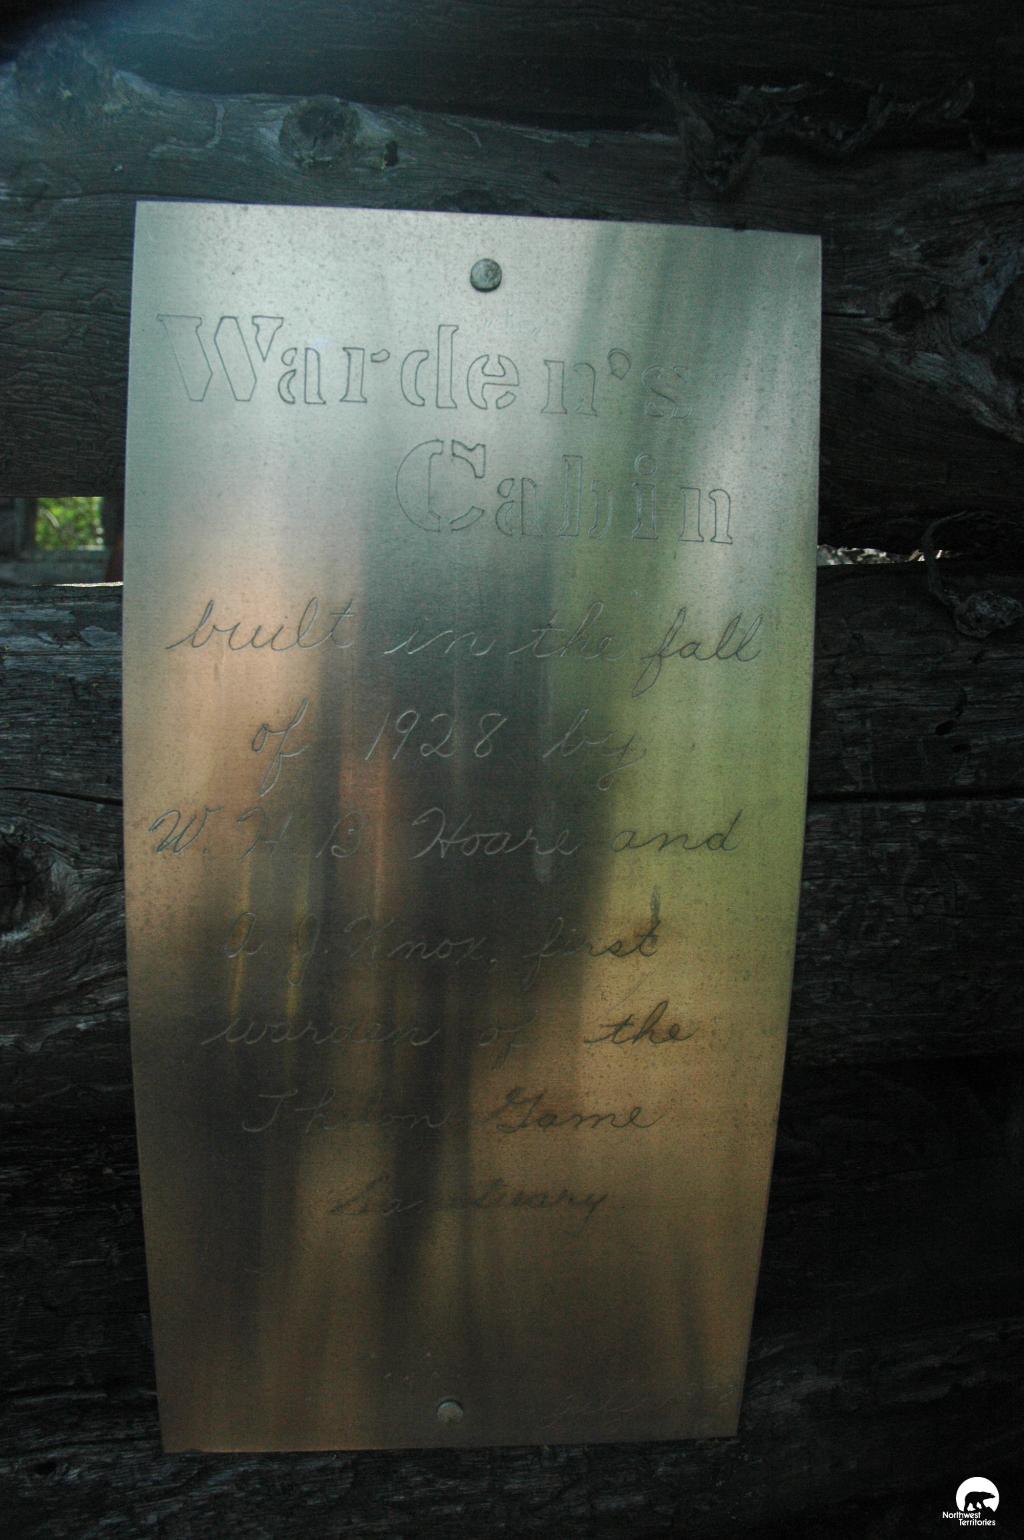 Warden's
Cabin
built in the fall
of 1928 by
W. H. B. Hoare and
A. J. Knox, first
warden of the
Thelon Game
Sanctuary
Northwest
Territories